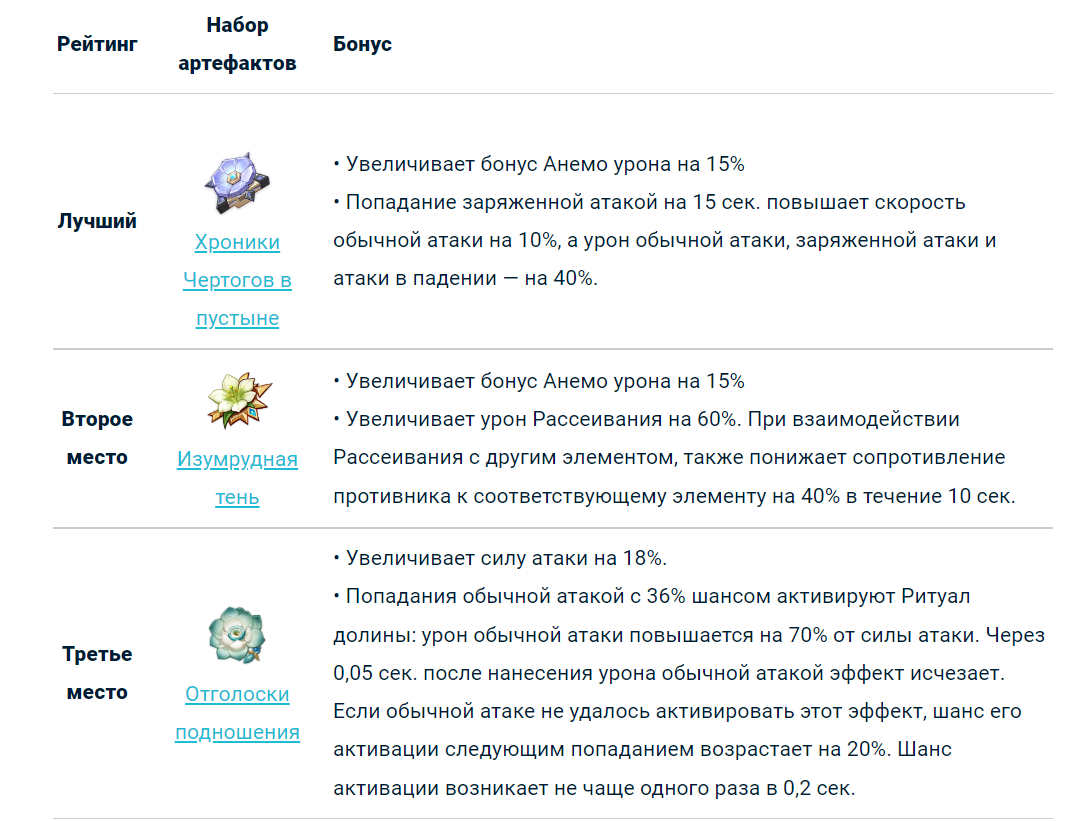 Рейтинг
Набор
артефактов
Бонус
Лучший
Хроники
Чертогов в
пустыне
• Увеличивает бонус Анемо урона на 15%
• Попадание заряженной атакой на 15 сек. повышает скорость
обычной атаки на 10%, а урон обычной атаки, заряженной атаки и
атаки в падении — на 40%.
Второе
место
Изумрудная
тень
• Увеличивает бонус Анемо урона на 15%
• Увеличивает урон Рассеивания на 60%. При взаимодействии
Рассеивания с другим элементом, также понижает сопротивление
противника к соответствующему элементу на 40% в течение 10 сек.
Третье
место
Отголоски
подношения
• Увеличивает силу атаки на 18%.
• Попадания обычной атакой с 36% шансом активируют Ритуал
долины: урон обычной атаки повышается на 70% от силы атаки. Через
0,05 сек. после нанесения урона обычной атакой эффект исчезает.
Если обычной атаке не удалось активировать этот эффект, шанс его
активации следующим попаданием возрастает на 20%. Шанс
активации возникает не чаще одного раза в 0,2 сек.